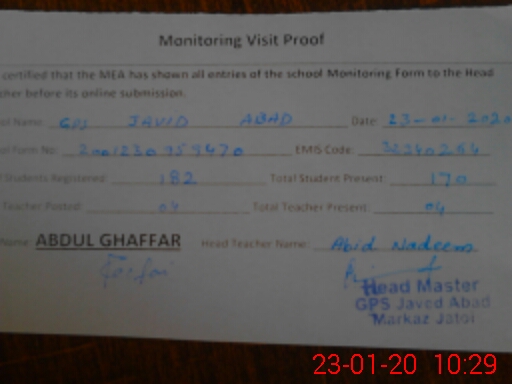 Monitoring Visit Proof
certified that the MEA has shown all entries of the school Monitoring Form to the Head
cher before its online submission.
ol Name: GPS JAVID ABAD Date: 23-01-2020
ol Form No: EMIS Code:
Students Registered: 182 Total Student Present: 170
Teacher Posted: 04 Total Teacher Present: 04
Name: ABDUL GHAFFAR Head Teacher Name: Abid Nadeem
Head Master
GPS Javed Abad
Markaz Jatoi
23-01-20 10:29